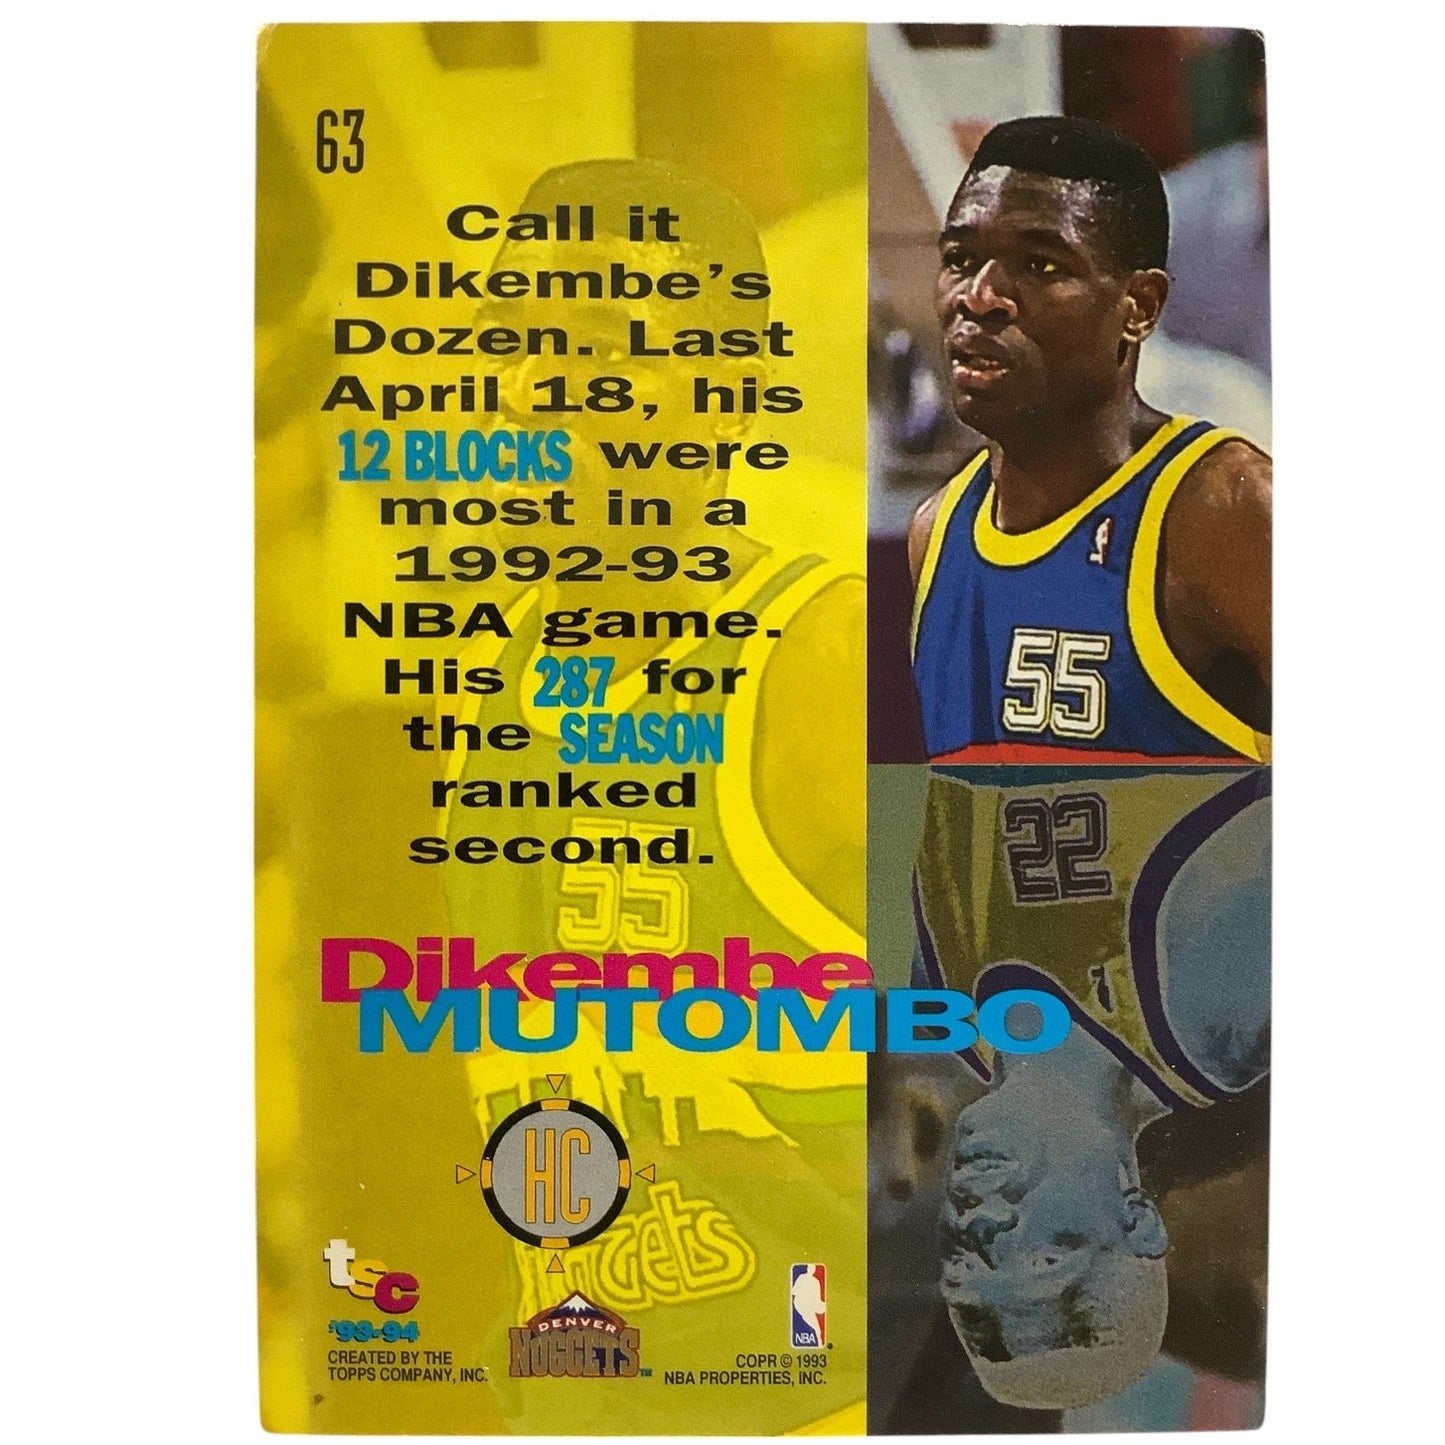 63
Call it
Dikembe's
Dozen. Last
April 18, his
12 BLOCKS were
most in a
1992-93
NBA game.
His 287 for
the SEASON
ranked
second.
55
55
55
Dikembe
MUTOMBO
HC
Nuggets
tsc
'93-94
CREATED BY THE
TOPPS COMPANY, INC.
DENVER
NUGGETS™
NBA
COPR © 1993
NBA PROPERTIES, INC.